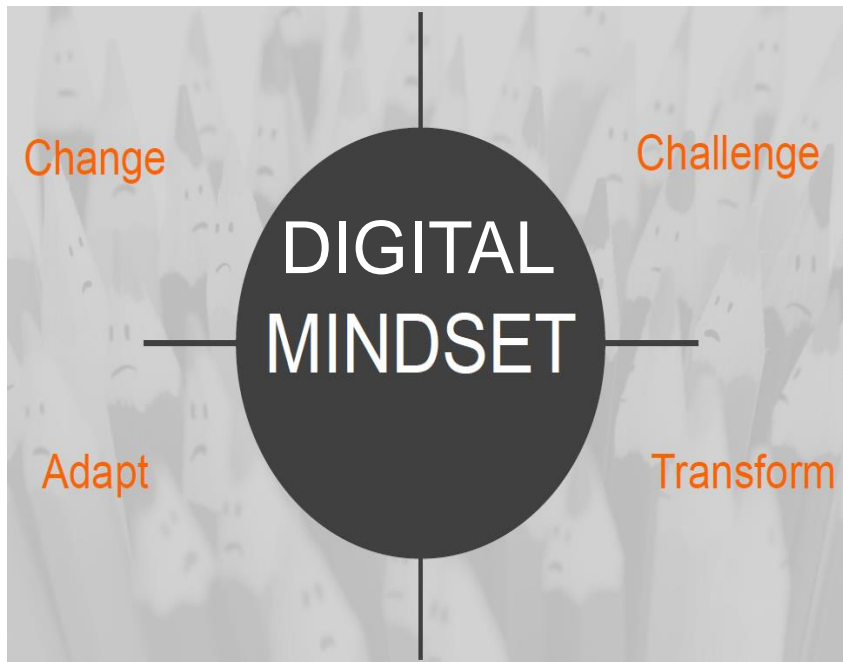 Change
Challenge
DIGITAL
MINDSET
Adapt
Transform